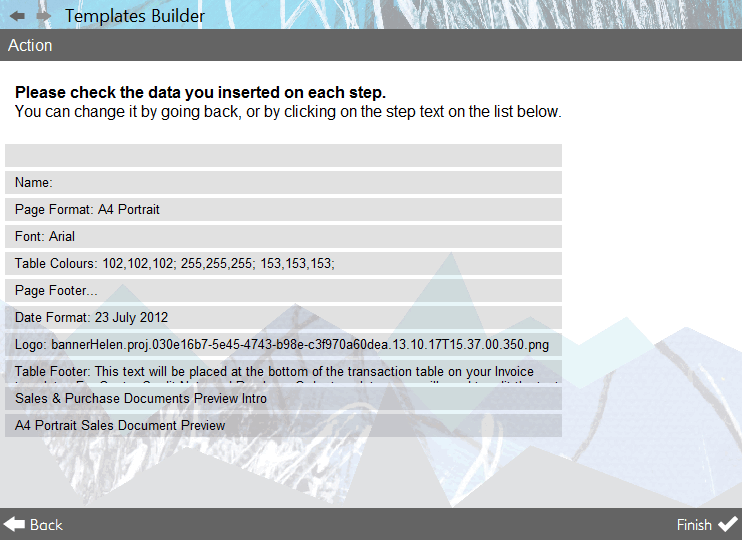 Templates Builder
Action
Please check the data you inserted on each step.
You can change it by going back, or by clicking on the step text on the list below.
Name:
Page Format: A4 Portrait
Font: Arial
Table Colours: 102,102,102; 255,255,255; 153,153,153;
Page Footer...
Date Format: 23 July 2012
Logo: bannerHelen.proj.030e16b7-5e45-4743-b98e-c3f970a60dea.13.10.17T15.37.00.350.png
Table Footer: This text will be placed at the bottom of the transaction table on your Invoice
Sales & Purchase Documents Preview Intro
A4 Portrait Sales Document Preview
Back
Finish